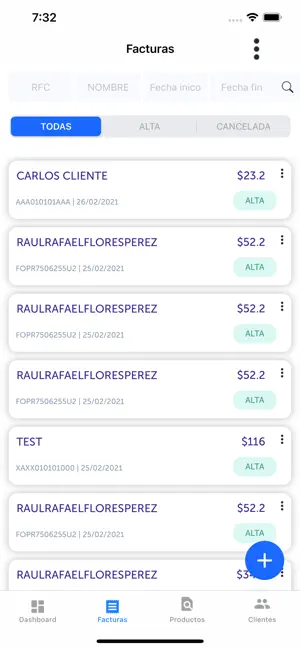 7:32
Facturas
RFC NOMBRE Fecha inico Fecha fin
TODAS ALTA CANCELADA
CARLOS CLIENTE $23.2
AAA010101AAA | 26/02/2021 ALTA
RAULRAFAELFLORESPEREZ $52.2
FOPR7506255U2 | 25/02/2021 ALTA
RAULRAFAELFLORESPEREZ $52.2
FOPR7506255U2 | 25/02/2021 ALTA
RAULRAFAELFLORESPEREZ $52.2
FOPR7506255U2 | 25/02/2021 ALTA
TEST $116
XAXX010101000 | 25/02/2021 ALTA
RAULRAFAELFLORESPEREZ $52.2
FOPR7506255U2 | 25/02/2021 ALTA
RAULRAFAELFLORESPEREZ
Dashboard Facturas Productos Clientes